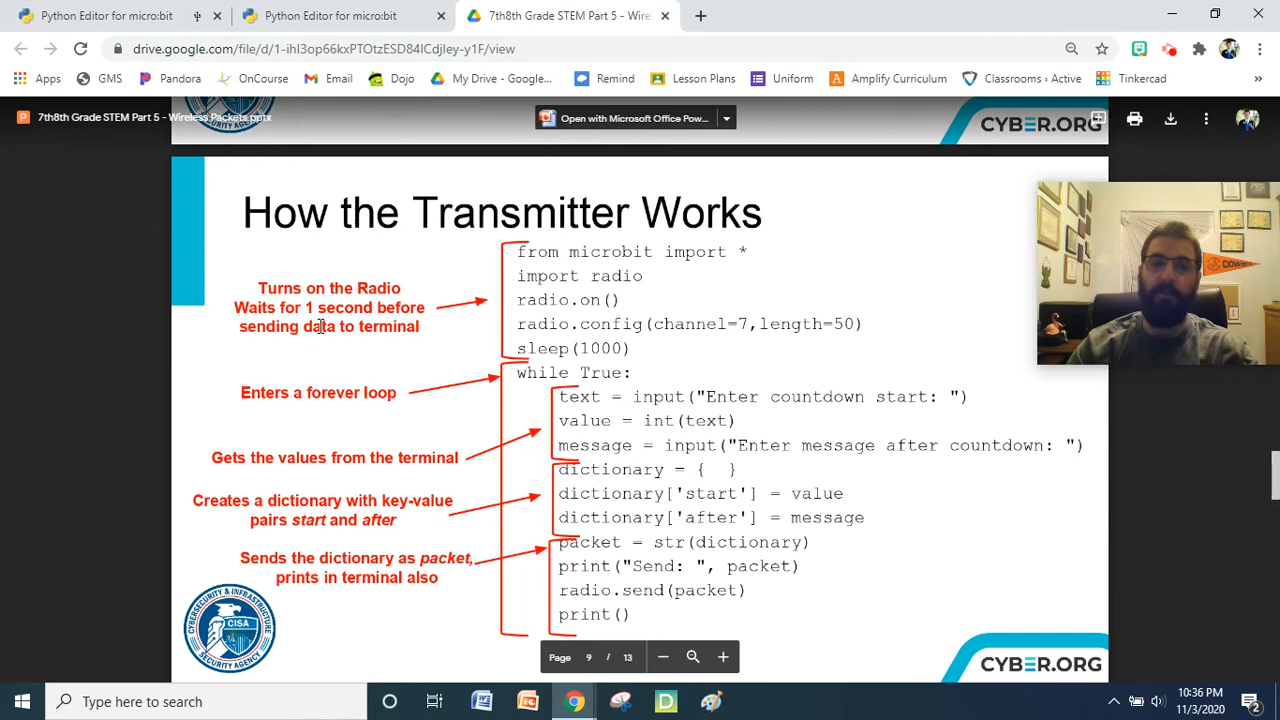 Python Editor for micro:bit
Python Editor for micro:bit
7th8th Grade STEM Part 5 - Wire
drive.google.com/file/d/1-ihI3op66kxPTOtzESD84lCdjley-y1F/view
Apps
GMS
Pandora
OnCourse
Email
Dojo
My Drive - Google...
Remind
Lesson Plans
Uniform
Amplify Curriculum
Classrooms › Active
Tinkercad
»
7th8th Grade STEM Part 5 - Wireless Packets.pptx
Open with Microsoft Office Pow...
CYBER.ORG
How the Transmitter Works
from microbit import *
import radio
radio.on()
radio.config(channel=7,length=50)
sleep(1000)
while True:
text = input("Enter countdown start: ")
value = int(text)
message = input("Enter message after countdown: ")
dictionary = { }
dictionary['start'] = value
dictionary['after'] = message
packet = str(dictionary)
print("Send: ", packet)
radio.send(packet)
print()
Turns on the Radio
Waits for 1 second before
sending data to terminal
Enters a forever loop
Gets the values from the terminal
Creates a dictionary with key-value
pairs start and after
Sends the dictionary as packet,
prints in terminal also
CYBERSECURITY & INFRASTRUCTURE
CISA
SECURITY AGENCY
Page 9 / 13
CYBER.ORG
Type here to search
10:36 PM
11/3/2020
2